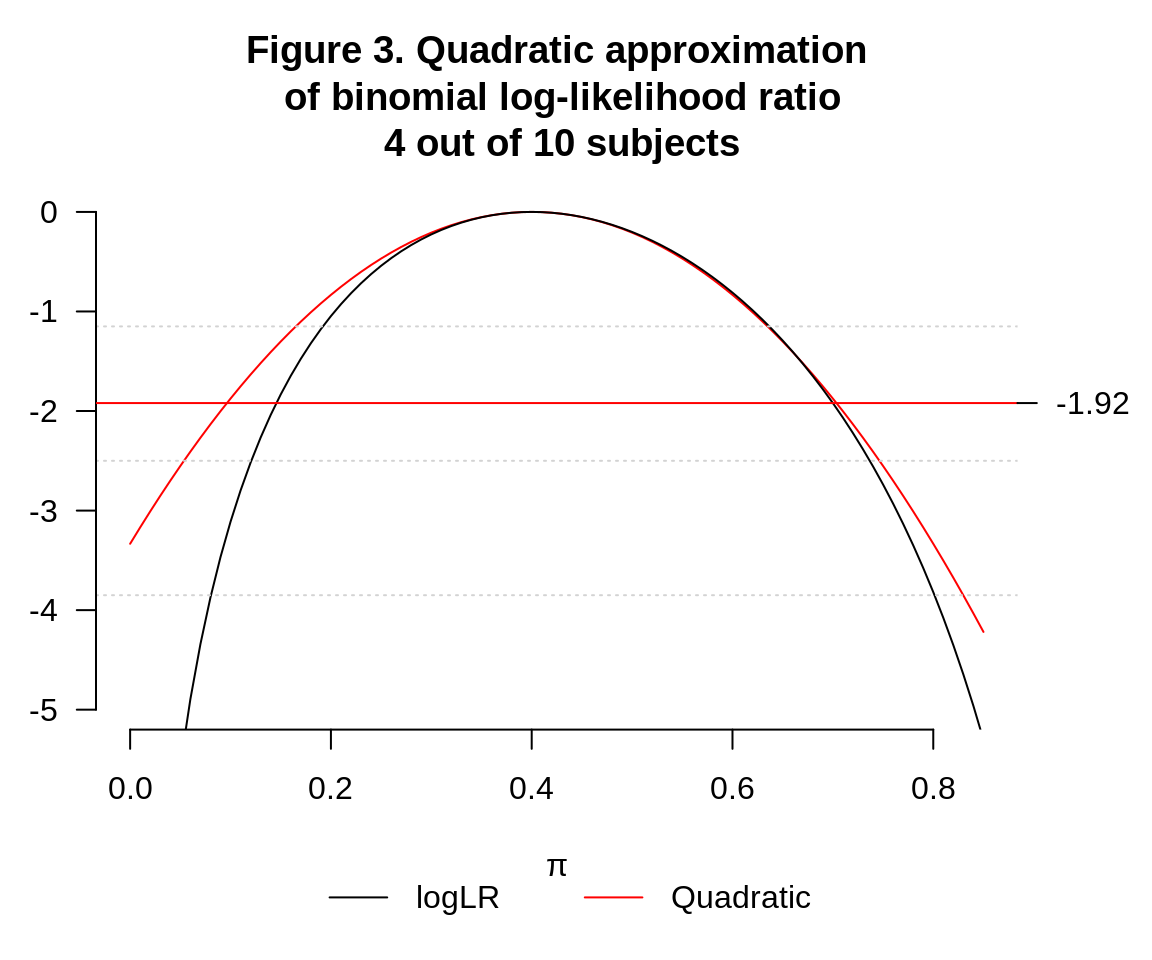 Figure 3. Quadratic approximation
of binomial log-likelihood ratio
4 out of 10 subjects
0
-1
-2
-3
-4
-5
-1.92
0.0 0.2 0.4 0.6 0.8
π
logLR Quadratic